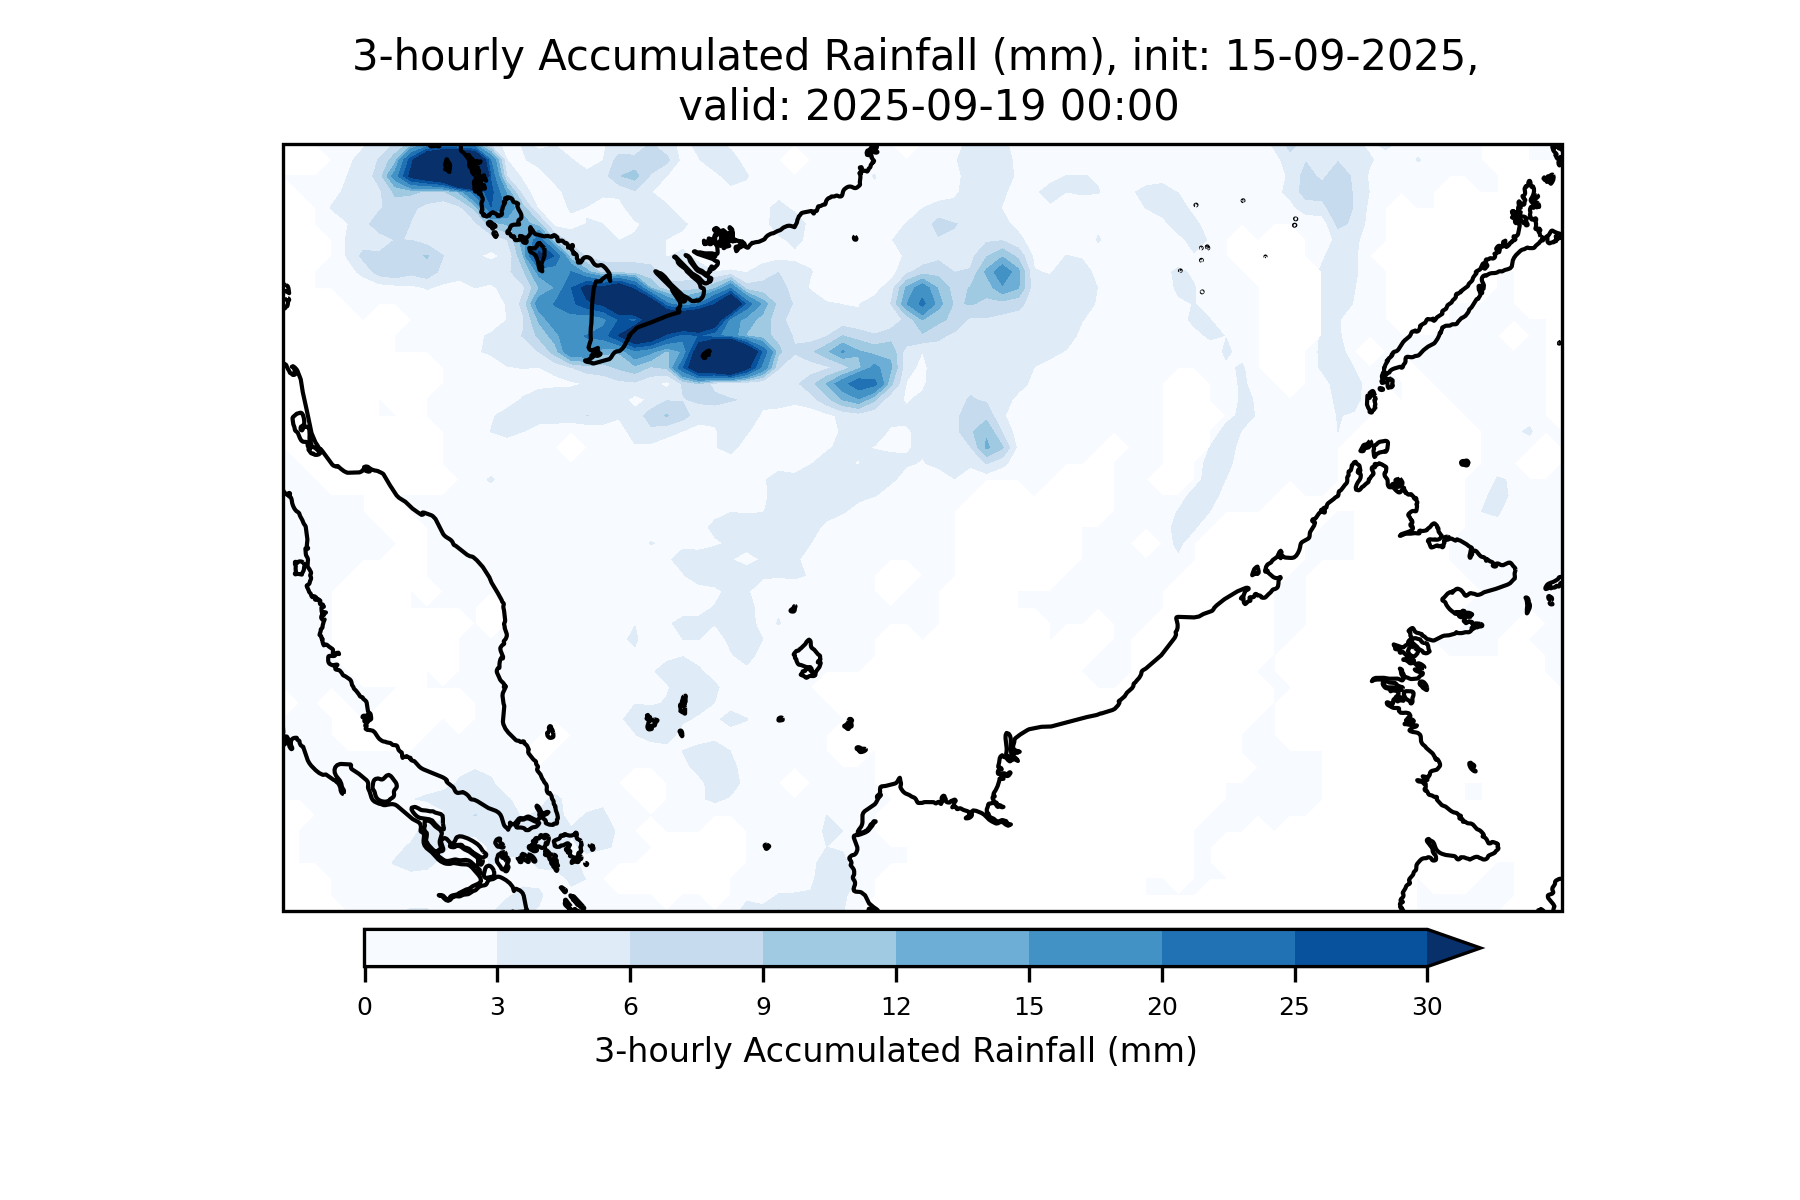 3-hourly Accumulated Rainfall (mm), init: 15-09-2025,
valid: 2025-09-19 00:00
0 3 6 9 12 15 20 25 30
3-hourly Accumulated Rainfall (mm)